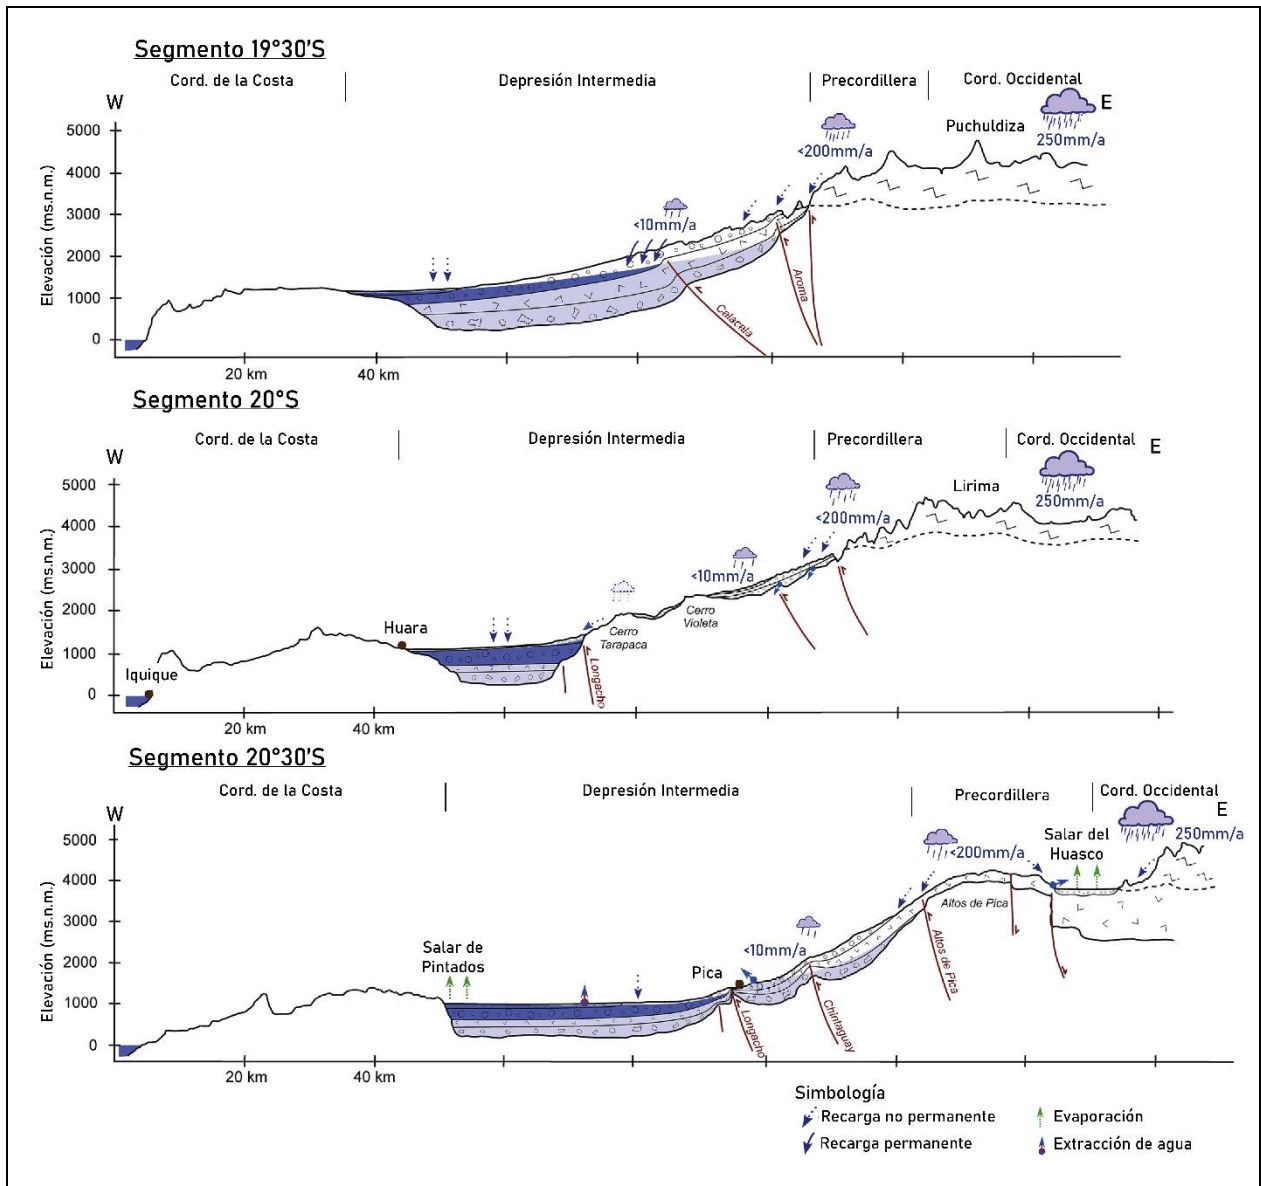 Segmento 19°30'S
Cord. de la Costa
Depresión Intermedia
Precordillera
Cord. Occidental
W
E
Elevación (ms.n.m.)
5000
4000
3000
2000
1000
0
<10mm/a
<200mm/a
Puchuldiza
250mm/a
Calacala
Aroma
20 km
40 km
Segmento 20°S
Cord. de la Costa
Depresión Intermedia
Precordillera
Cord. Occidental
W
E
Elevación (ms.n.m.)
5000
4000
3000
2000
1000
0
Iquique
Huara
Cerro
Tarapaca
Cerro
Violeta
<10mm/a
<200mm/a
Lirima
250mm/a
Longacho
20 km
40 km
Segmento 20°30'S
Cord. de la Costa
Depresión Intermedia
Precordillera
Cord. Occidental
W
E
Elevación (ms.n.m.)
5000
4000
3000
2000
1000
0
Salar de
Pintados
Pica
<10mm/a
<200mm/a
Salar del
Huasco
250mm/a
Altos de Pica
Longacho
Chintaguay
Altos de Pica
20 km
40 km
Simbología
Recarga no permanente
Recarga permanente
Evaporación
Extracción de agua